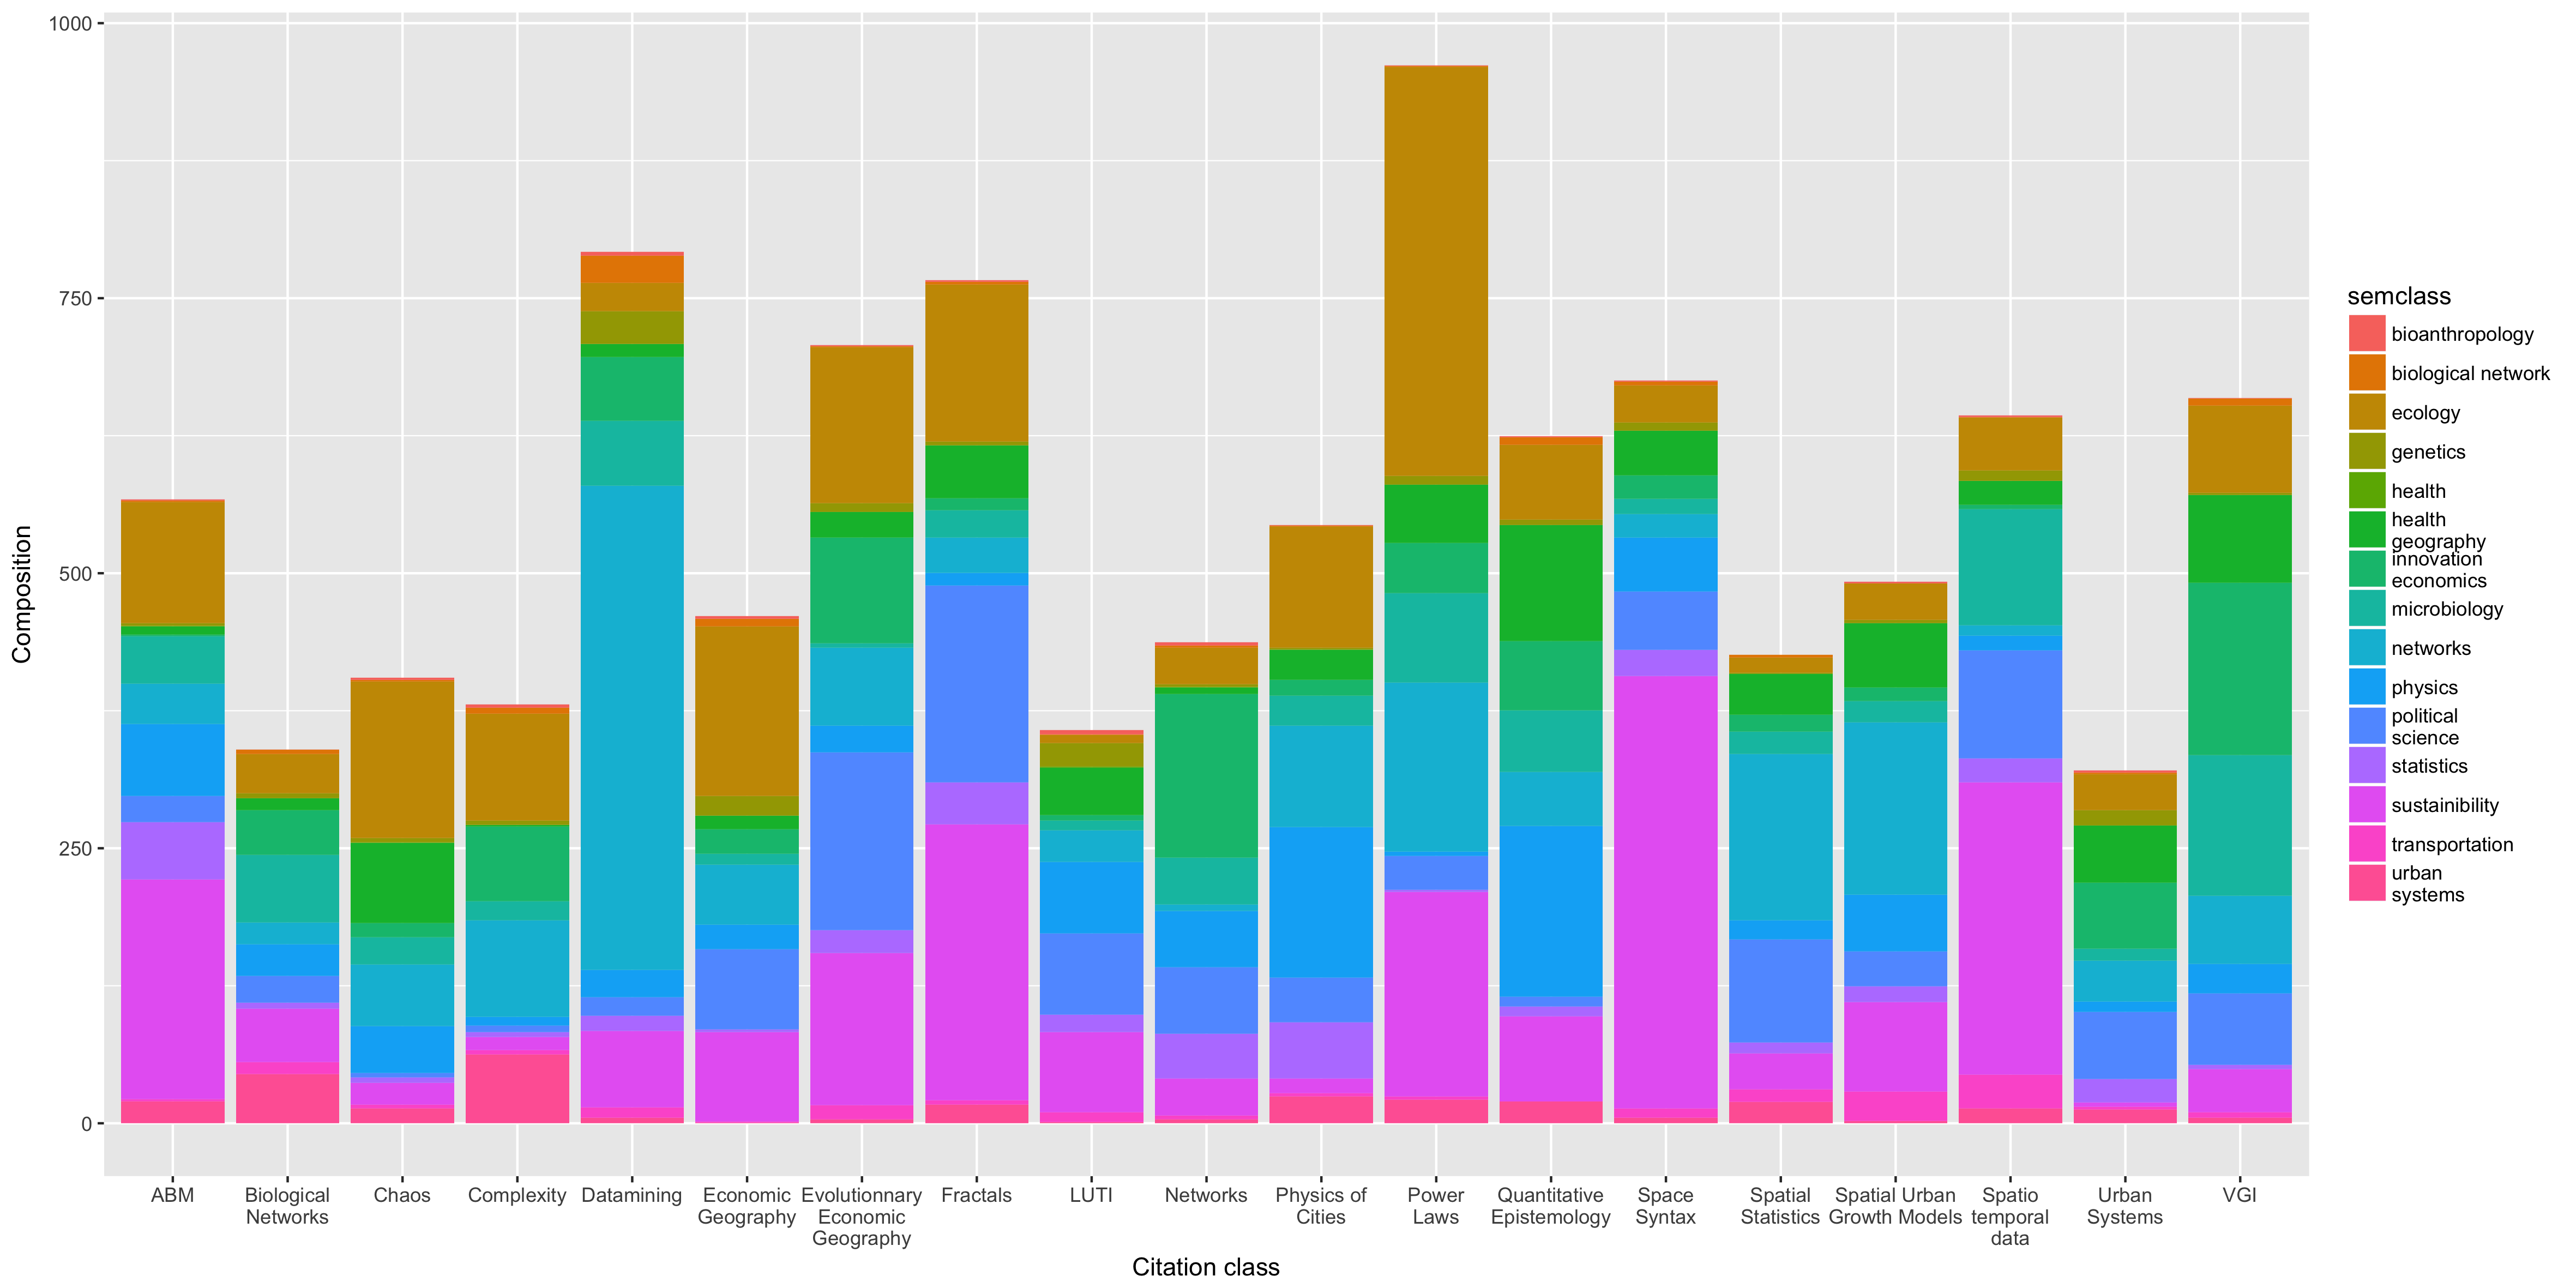 1000
750
500
250
0
Composition
ABM
Biological
Networks
Chaos
Complexity
Datamining
Economic
Geography
Evolutionnary
Economic
Geography
Fractals
LUTI
Networks
Physics of
Cities
Power
Laws
Quantitative
Epistemology
Space
Syntax
Spatial
Statistics
Spatial Urban
Growth Models
Spatio
temporal
data
Urban
Systems
VGI
Citation class
semclass
bioanthropology
biological network
ecology
genetics
health
health
geography
innovation
economics
microbiology
networks
physics
political
science
statistics
sustainibility
transportation
urban
systems